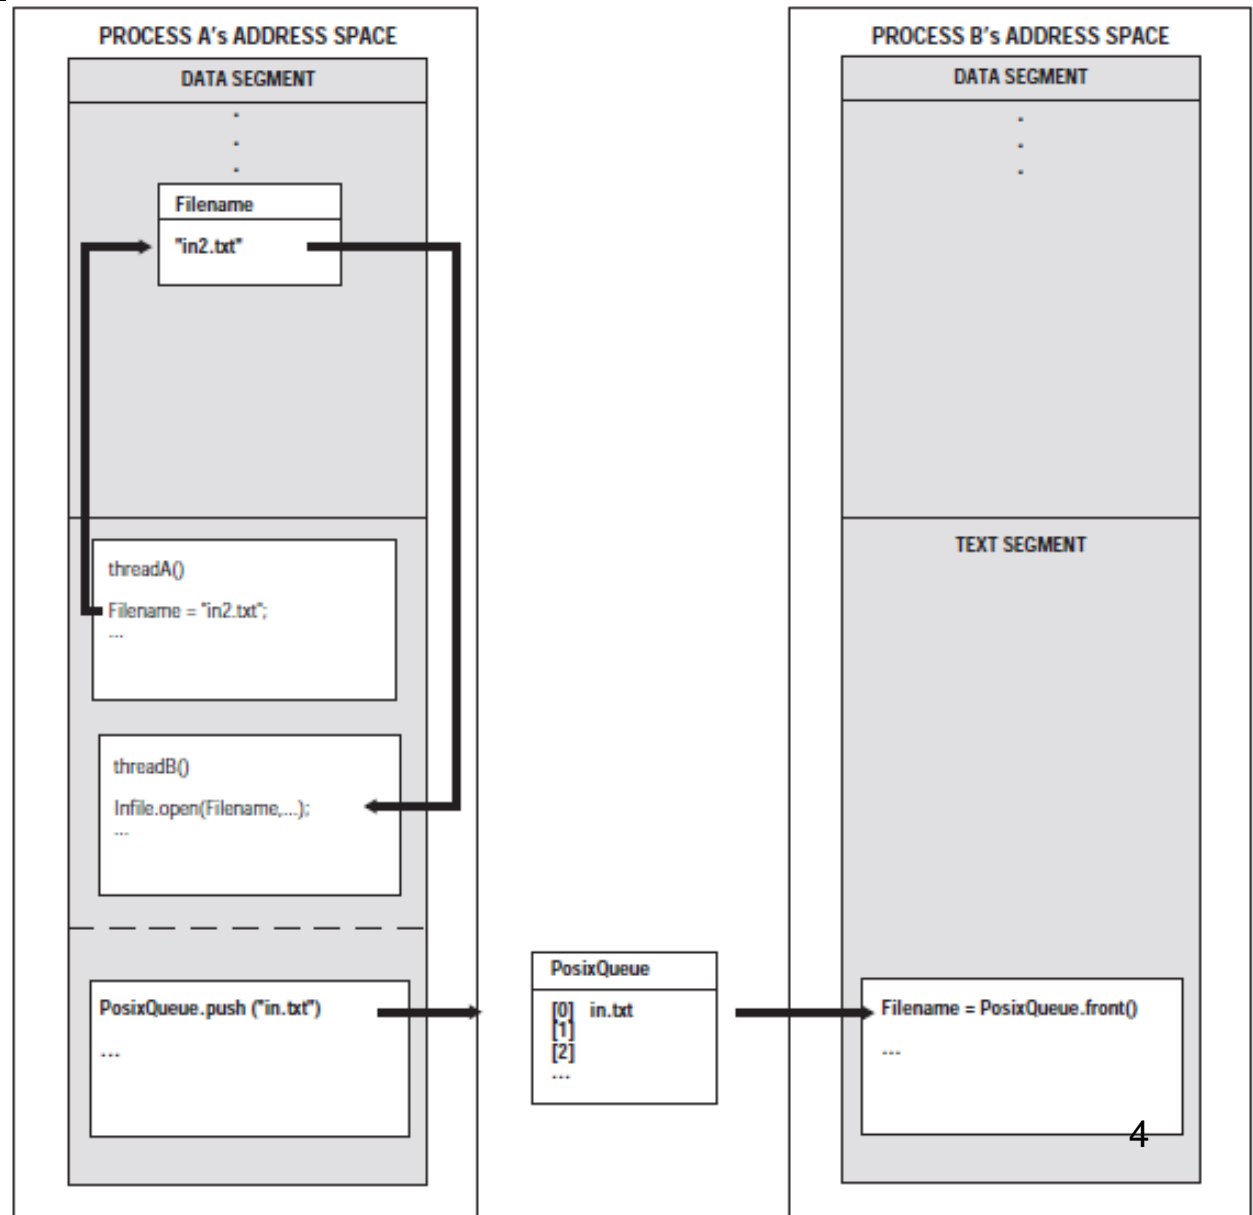 PROCESS A's ADDRESS SPACE
DATA SEGMENT
.
.
.
Filename
"in2.txt"
threadA()
Filename = "in2.txt";
...
threadB()
Infile.open(Filename,...);
...
PosixQueue.push ("in.txt")
...
PosixQueue
[0] in.txt
[1]
[2]
...
PROCESS B's ADDRESS SPACE
DATA SEGMENT
.
.
.
TEXT SEGMENT
Filename = PosixQueue.front()
...
4